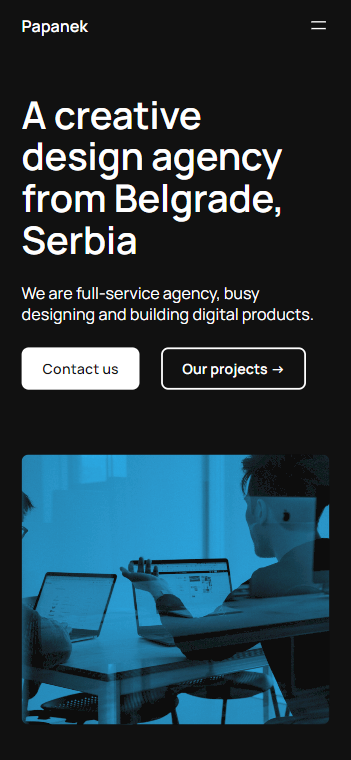 Papanek
A creative
design agency
from Belgrade,
Serbia
We are full-service agency, busy
designing and building digital products.
Contact us
Our projects →